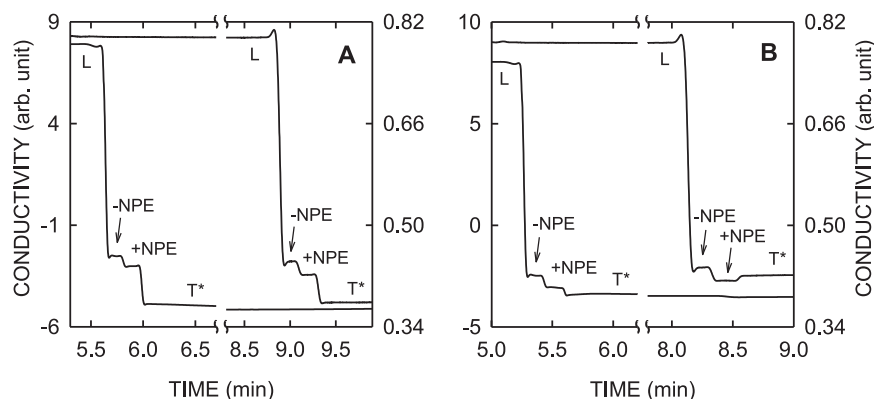 9
4
-1
-6
CONDUCTIVITY (arb. unit)
L
-NPE
+NPE
T*
L
A
-NPE
+NPE
T*
0.82
0.66
0.50
0.34
5.5
6.0
6.5
8.5
9.0
9.5
TIME (min)
10
5
0
-5
L
-NPE
+NPE
T*
L
B
-NPE
+NPE
T*
0.82
0.66
0.50
0.34
CONDUCTIVITY (arb. unit)
5.0
5.5
6.0
8.0
8.5
9.0
TIME (min)